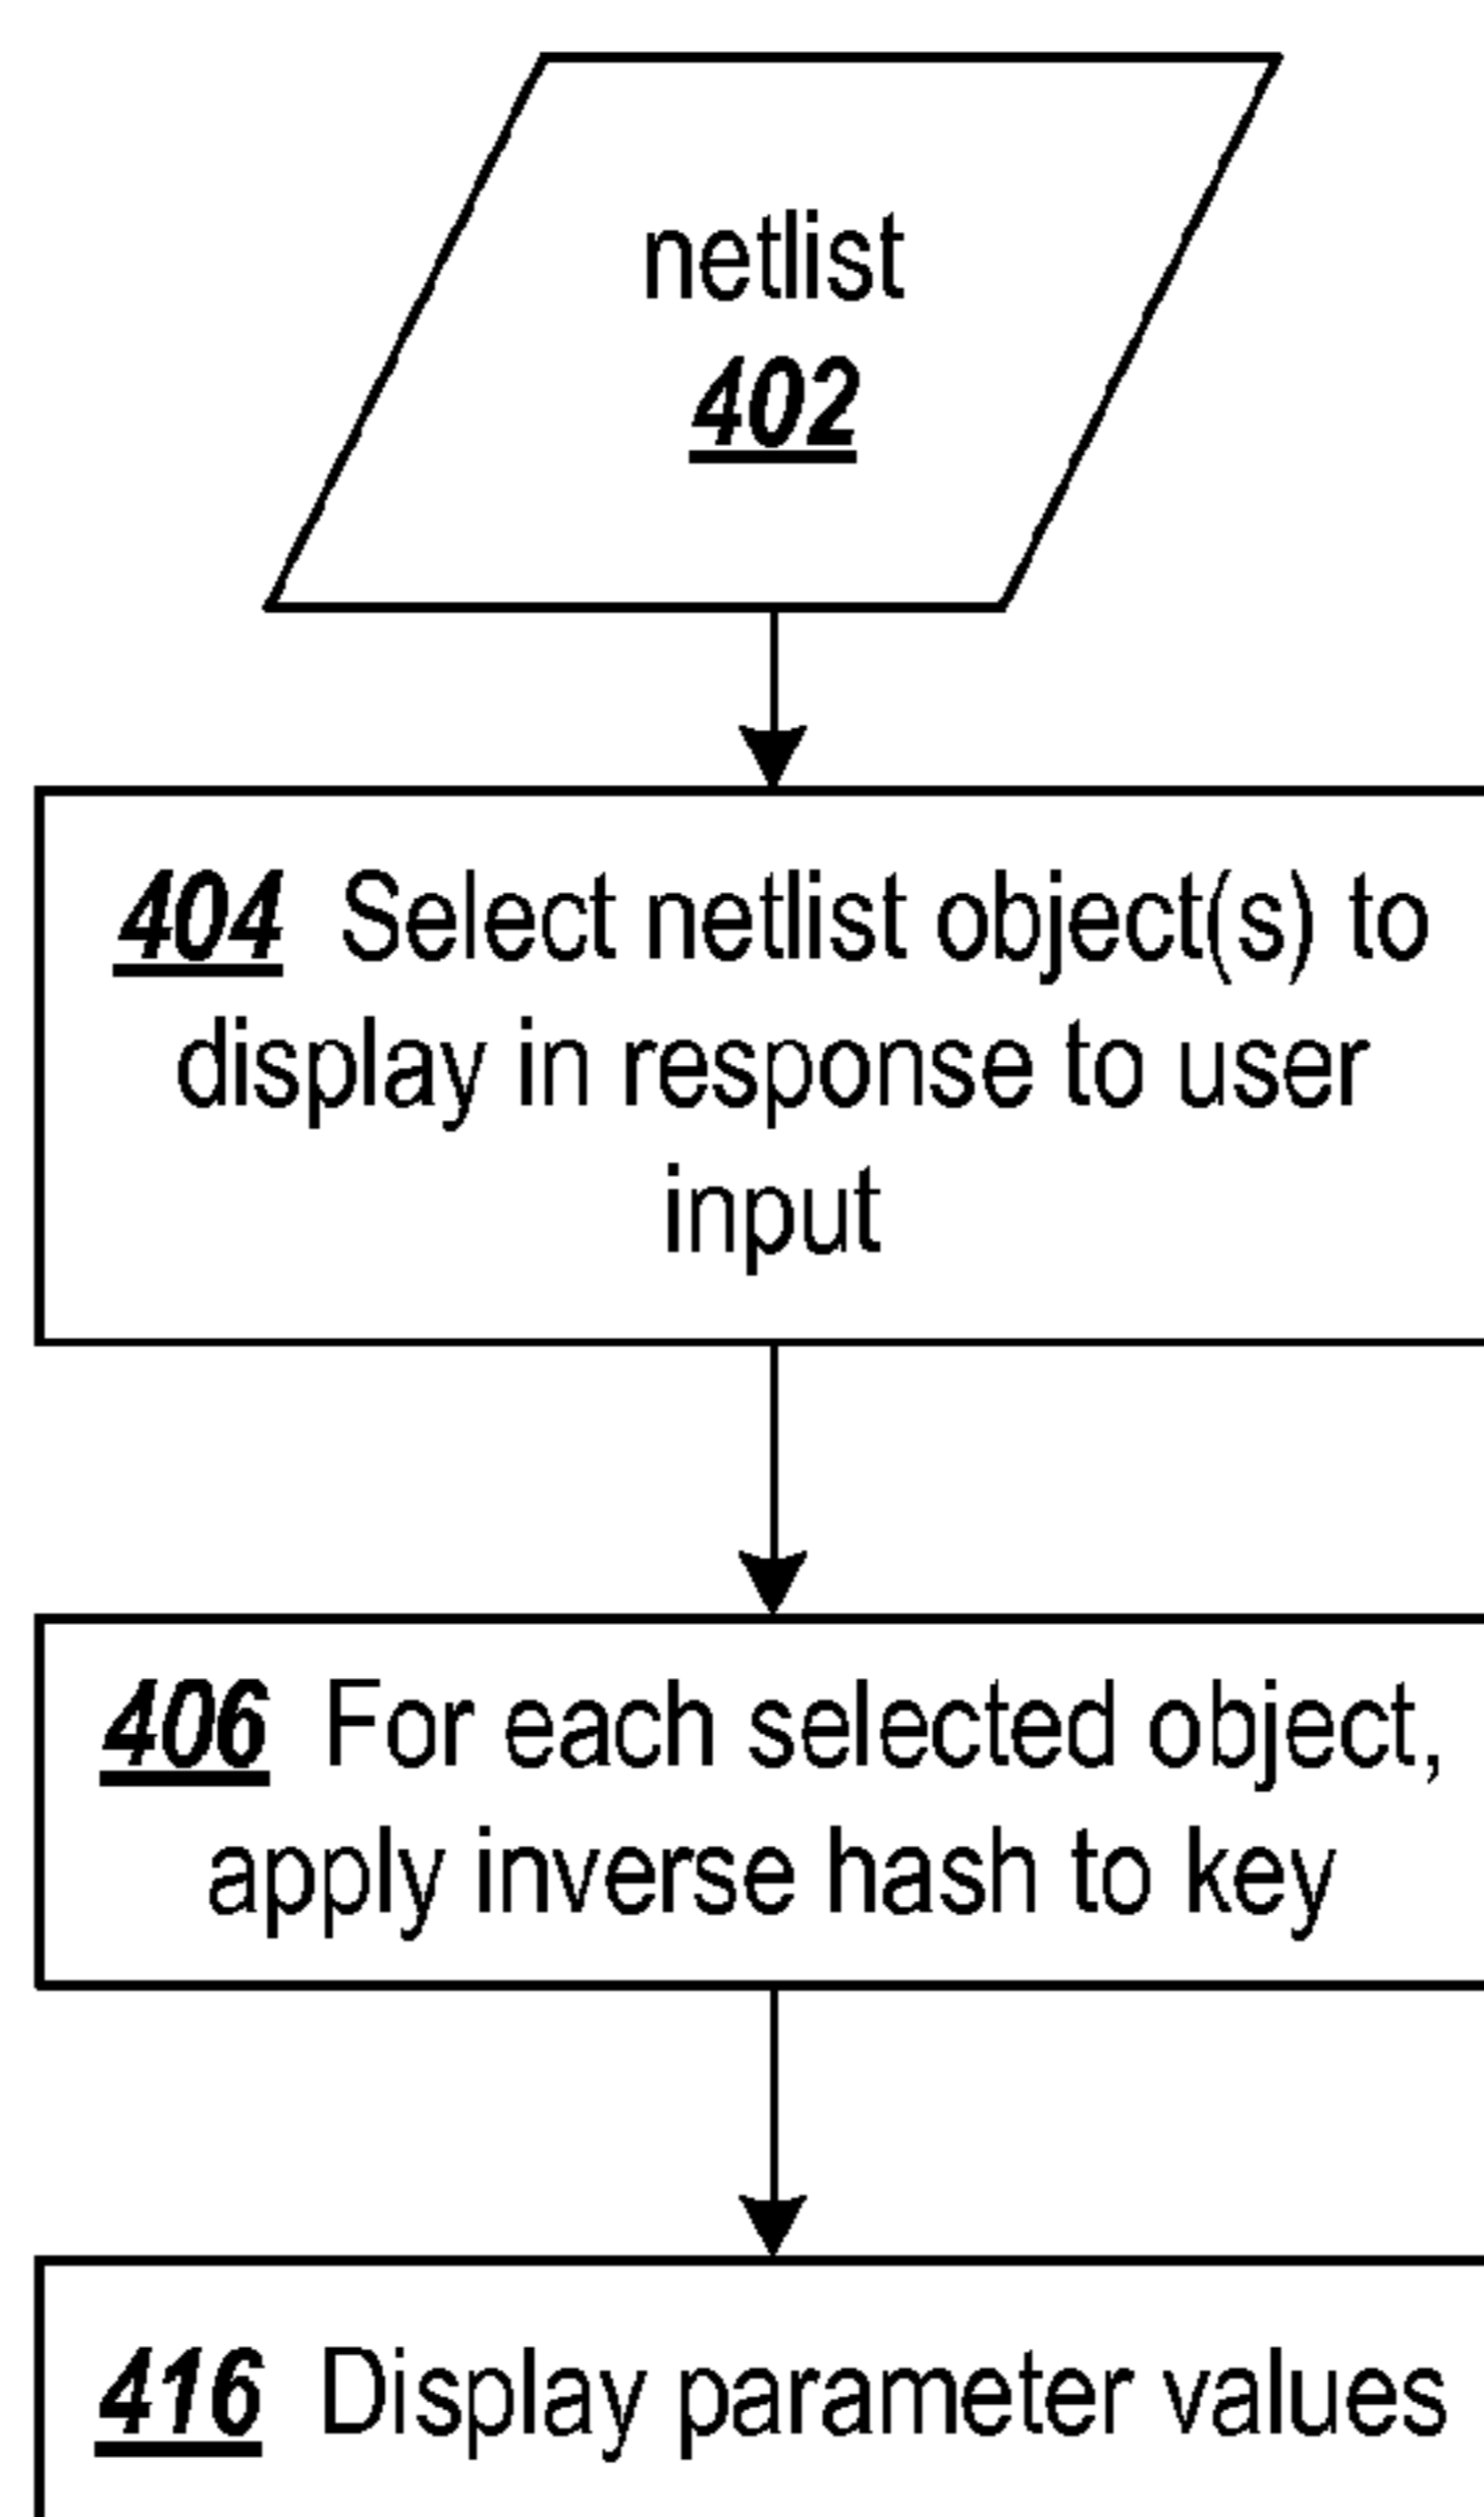 netlist
402
404 Select netlist object(s) to
display in response to user
input
406 For each selected object,
apply inverse hash to key
416 Display parameter values